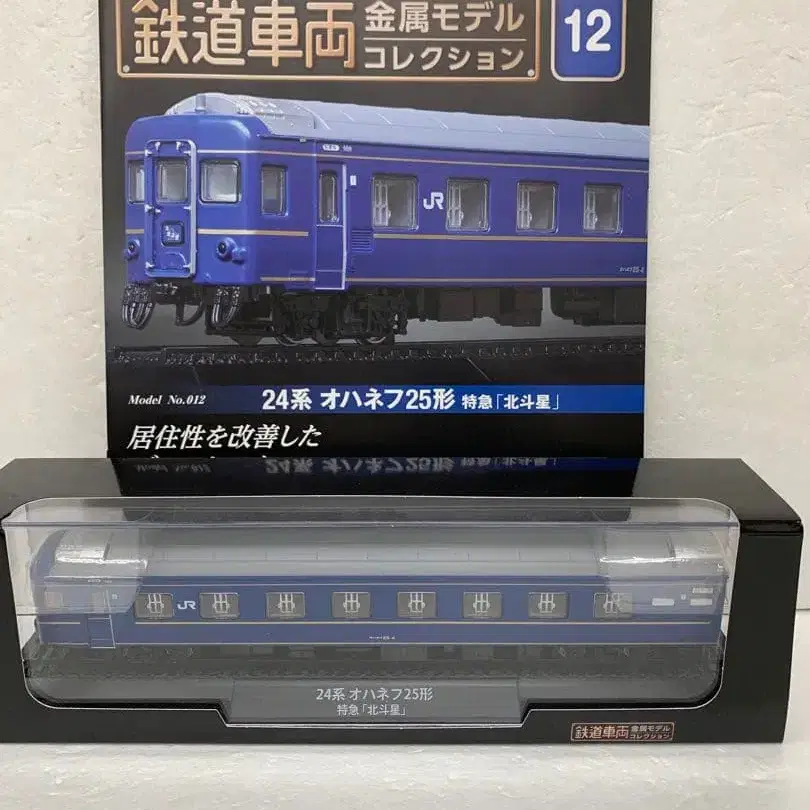 鉄道車両 金属モデル コレクション
12
JR
Model No.012
24系 オハネフ25形 特急「北斗星」
居住性を改善した
JR
24系 オハネフ25形
特急「北斗星」
鉄道車両 金属モデル コレクション